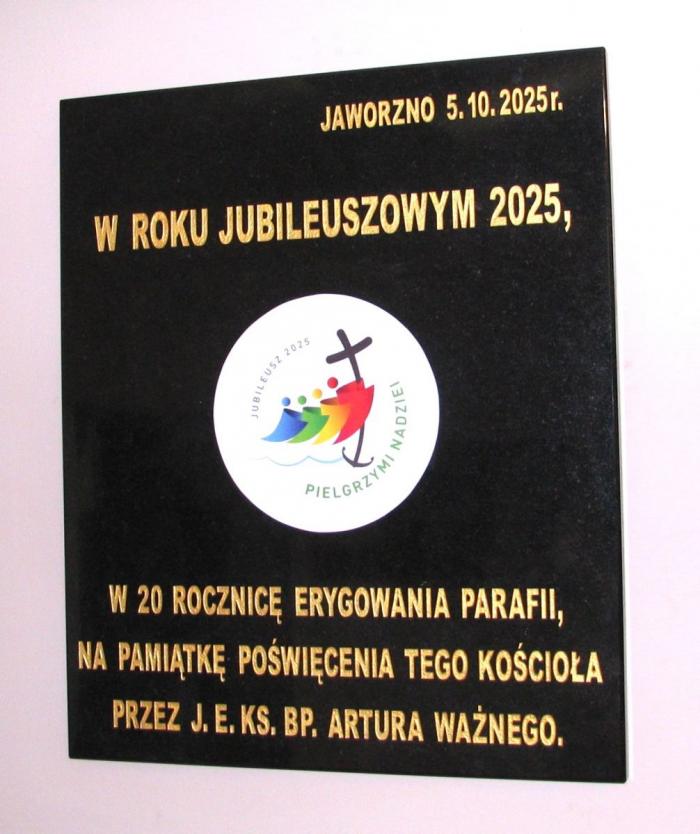 JAWORZNO 5.10.2025r.
W ROKU JUBILEUSZOWYM 2025,
JUBILEUSZ 2025
PIELGRZYMI NADZIEI
W 20 ROCZNICĘ ERYGOWANIA PARAFII,
NA PAMIĄTKĘ POŚWIĘCENIA TEGO KOŚCIOŁA
PRZEZ J. E. KS. BP. ARTURA WAŻNEGO.